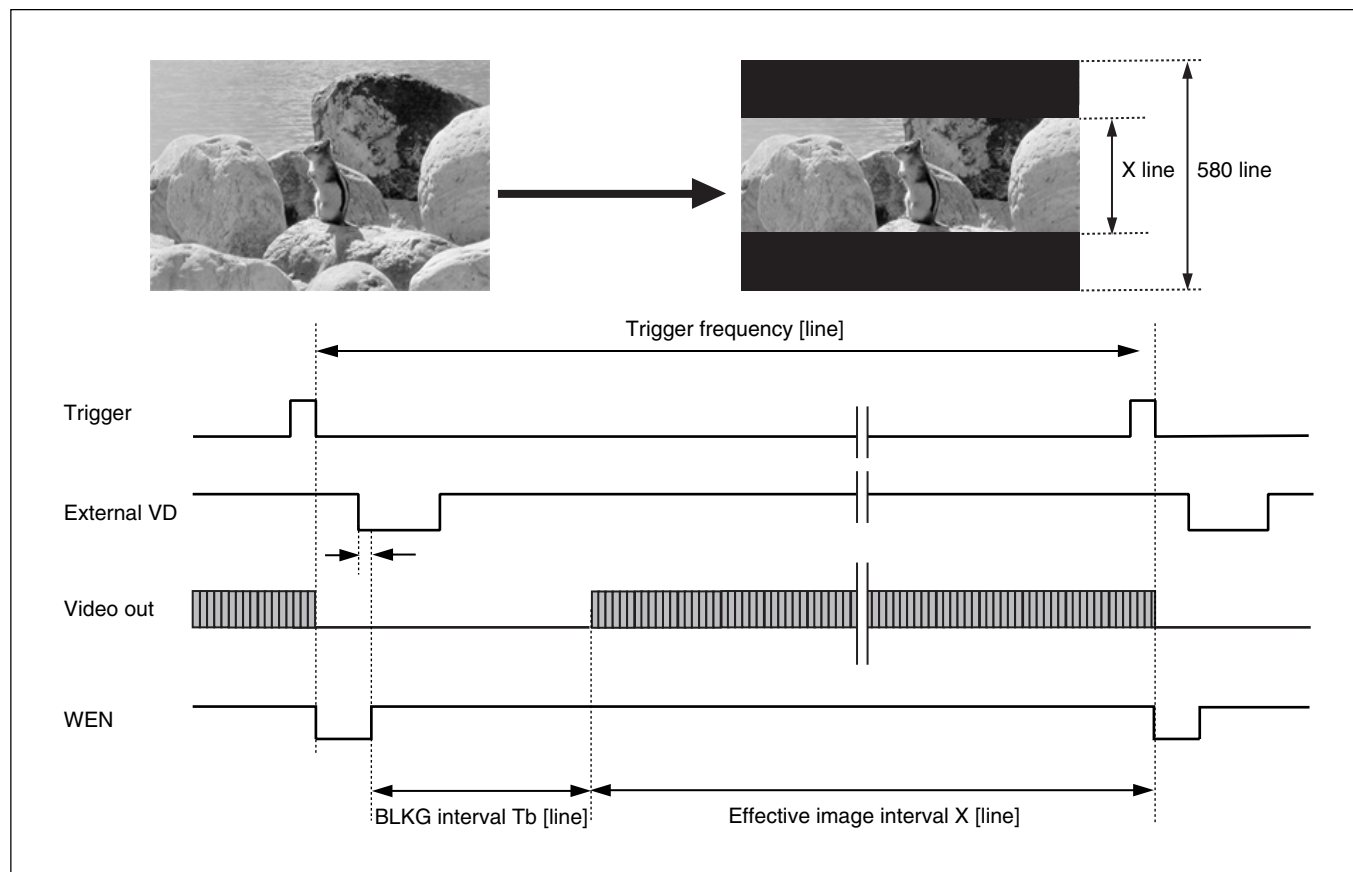 X line
580 line
Trigger frequency [line]
Trigger
External VD
Video out
WEN
BLKG interval Tb [line]
Effective image interval X [line]